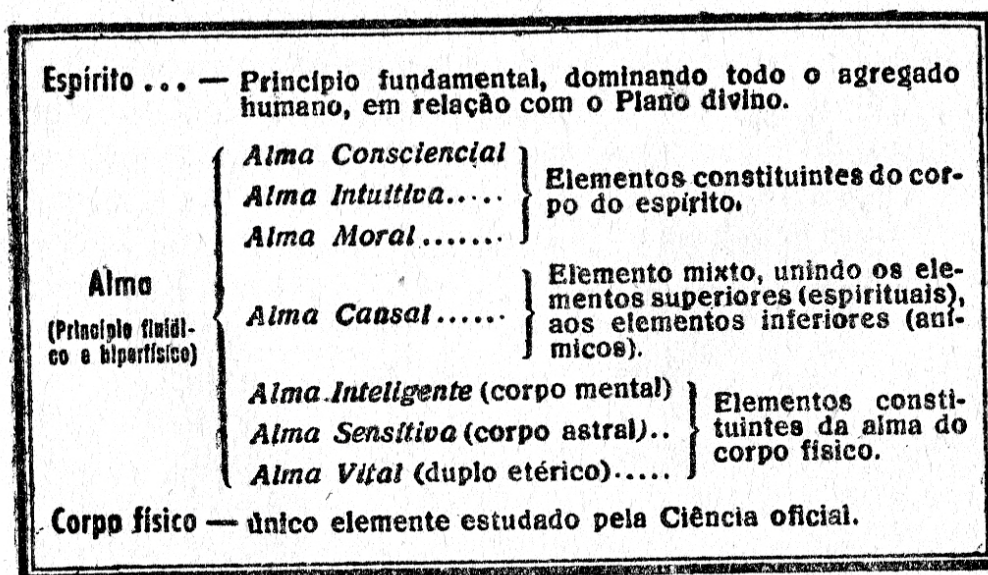 Espírito ... — Princípio fundamental, dominando todo o agregado
humano, em relação com o Plano divino.
Alma
(Princípio fluídi-
co e hiperfísico)
Alma Consciencial
Alma Intuitiva.....
Alma Moral.......
Elementos constituintes do cor-
po do espírito.
Alma Causal......
Elemento mixto, unindo os ele-
mentos superiores (espirituais),
aos elementos inferiores (aní-
micos).
Alma Inteligente (corpo mental)
Alma Sensitiva (corpo astral)..
Alma Vital (duplo etérico).....
Elementos consti-
tuintes da alma do
corpo físico.
Corpo físico — único elemente estudado pela Ciência oficial.